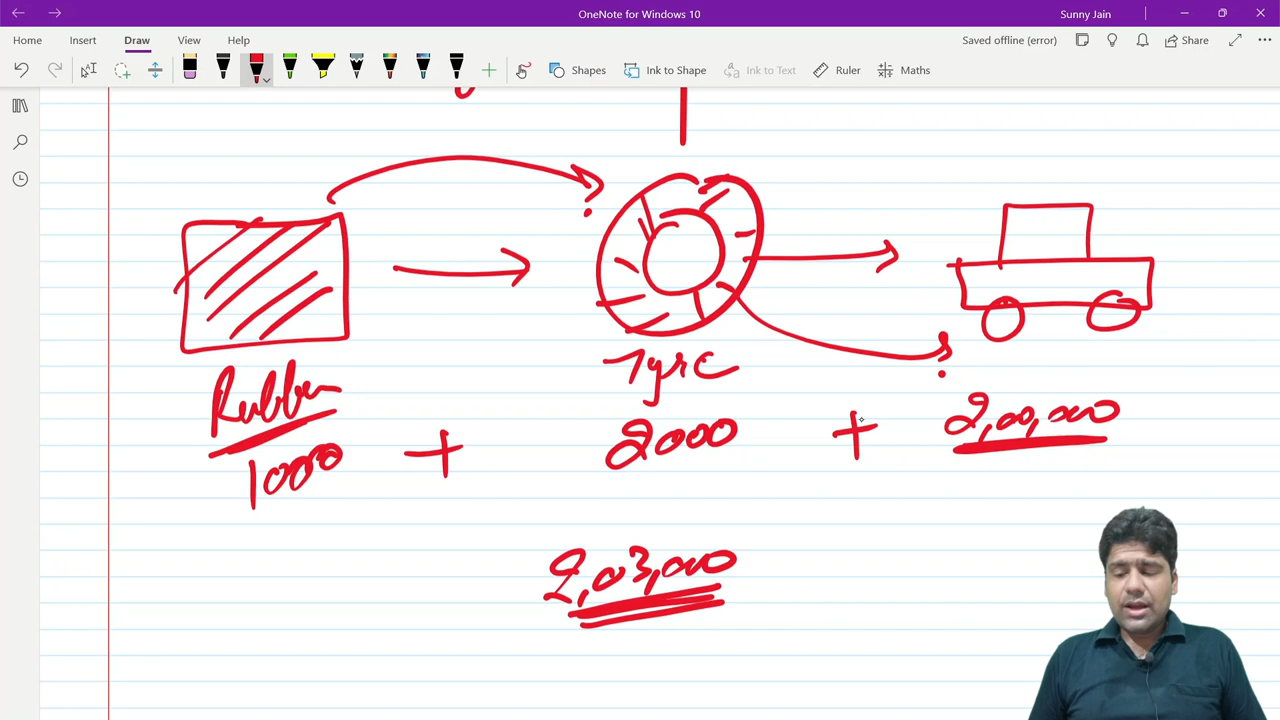 OneNote for Windows 10
Sunny Jain
Home Insert Draw View Help
Saved offline (error)
Share
Shapes
Ink to Shape
Ink to Text
Ruler
Maths
?
?
Rubber
Tyre
1000 + 2000 + 2,00,000
2,03,000